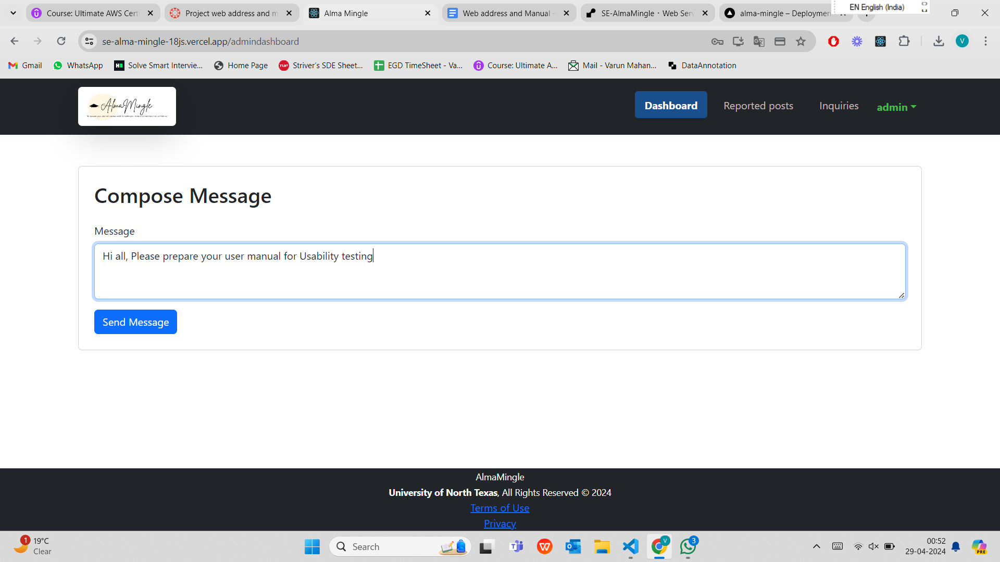 Course: Ultimate AWS Certi
Project web address and m
Alma Mingle
Web address and Manual -
SE-AlmaMingle · Web Serv
alma-mingle – Deploymen
EN English (India)
se-alma-mingle-18js.vercel.app/admindashboard
V
Gmail
WhatsApp
Solve Smart Intervie...
Home Page
Striver's SDE Sheet...
EGD TimeSheet - Va...
Course: Ultimate A...
Mail - Varun Mahan...
DataAnnotation
AlmaMingle
Dashboard
Reported posts
Inquiries
admin
Compose Message
Message
Hi all, Please prepare your user manual for Usability testing
Send Message
AlmaMingle
University of North Texas, All Rights Reserved © 2024
Terms of Use
Privacy
1
19°C
Clear
Search
V
3
00:52
29-04-2024
PRE